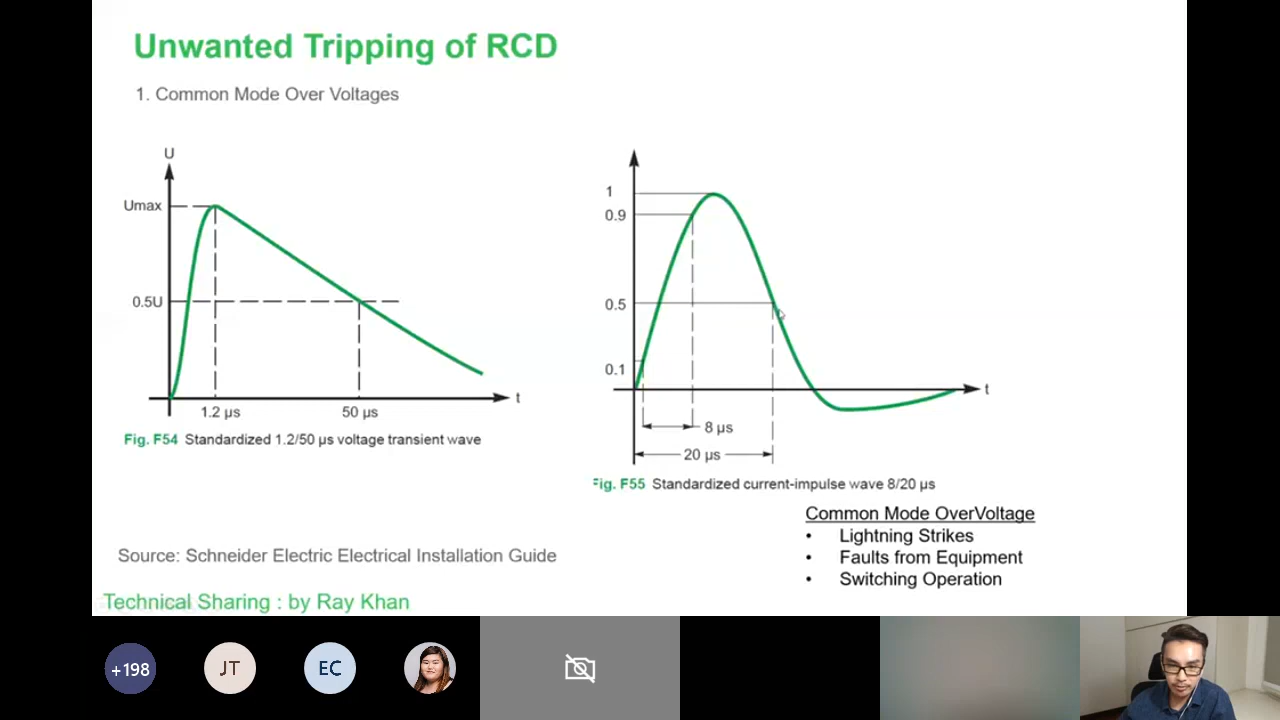 Unwanted Tripping of RCD
1. Common Mode Over Voltages
U
Umax
0.5U
1.2 µs
50 µs
t
Fig. F54 Standardized 1.2/50 µs voltage transient wave
1
0.9
0.5
0.1
t
8 µs
20 µs
Fig. F55 Standardized current-impulse wave 8/20 µs
Common Mode OverVoltage
• Lightning Strikes
• Faults from Equipment
• Switching Operation
Source: Schneider Electric Electrical Installation Guide
Technical Sharing : by Ray Khan
+198
JT
EC